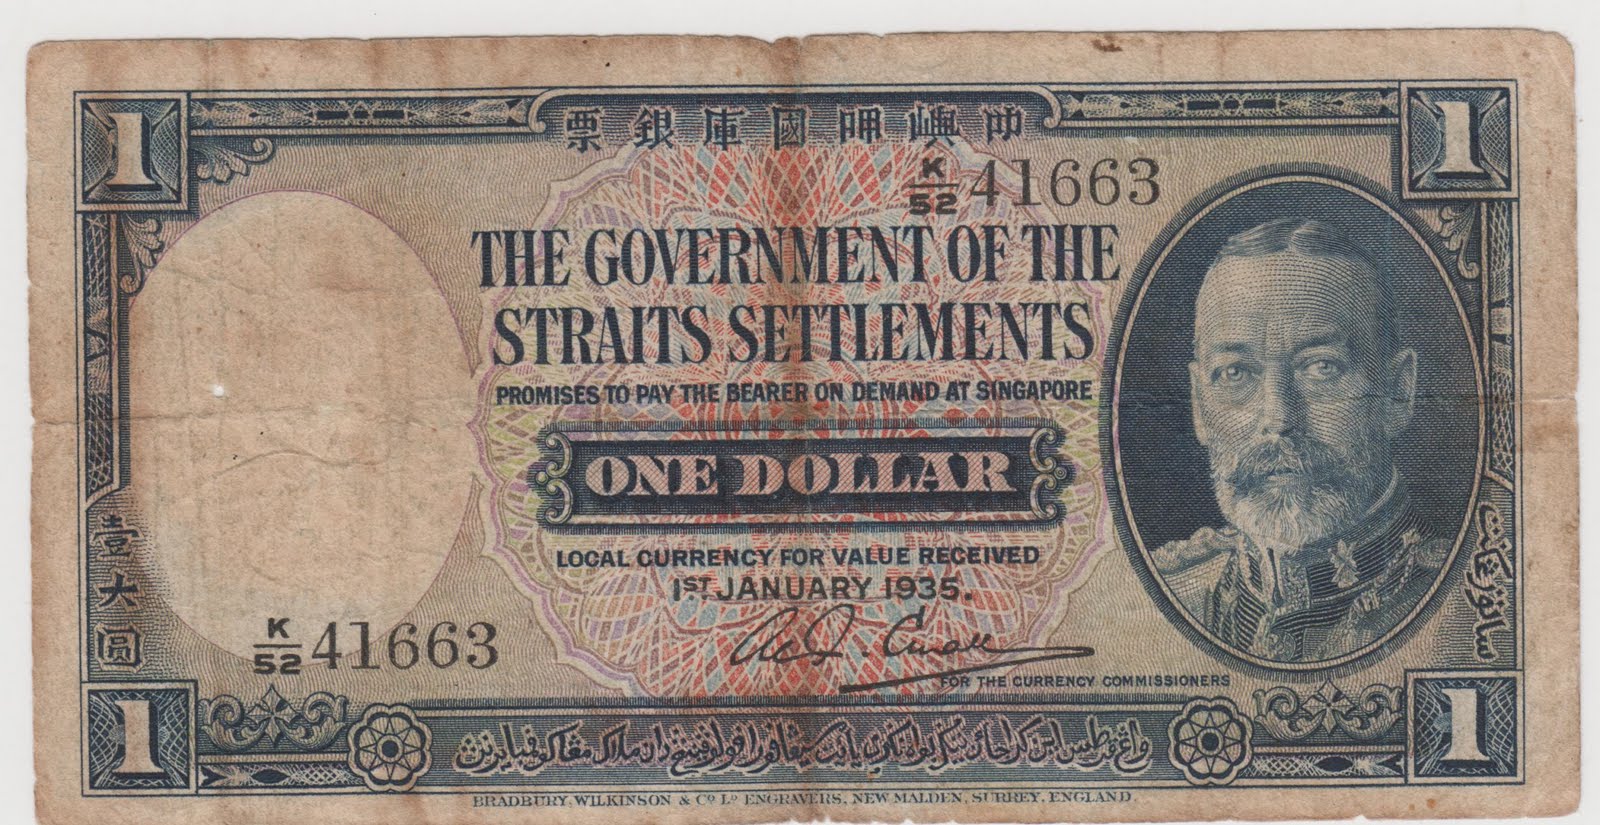 1 叻嶼呷國庫銀票 1
K/52 41663
THE GOVERNMENT OF THE
STRAITS SETTLEMENTS
PROMISES TO PAY THE BEARER ON DEMAND AT SINGAPORE
ONE DOLLAR
LOCAL CURRENCY FOR VALUE RECEIVED
1ST JANUARY 1935.
K/52 41663
FOR THE CURRENCY COMMISSIONERS
壹大圓
1 1
BRADBURY, WILKINSON & Co Ld ENGRAVERS, NEW MALDEN, SURREY, ENGLAND.